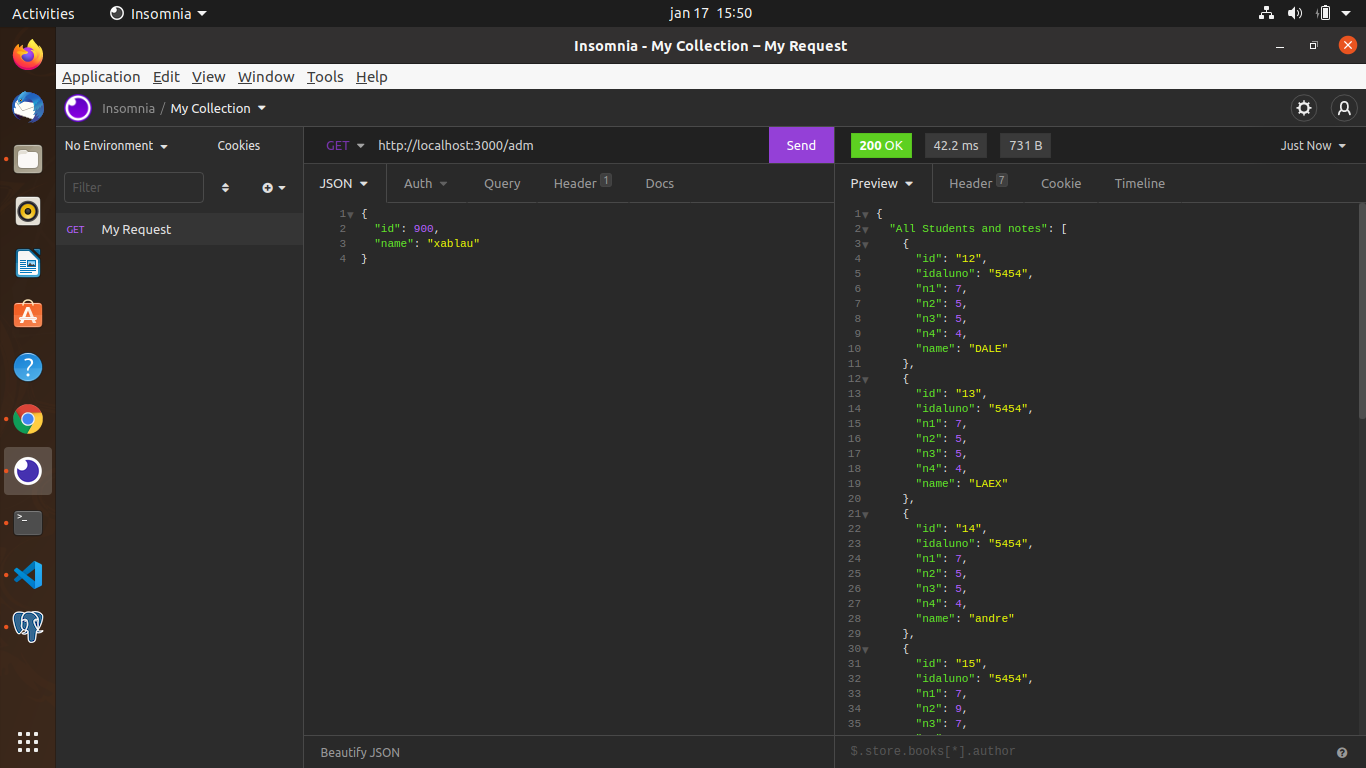 Activities Insomnia jan 17 15:50
Insomnia - My Collection – My Request
Application Edit View Window Tools Help
Insomnia / My Collection
No Environment Cookies
Filter
GET My Request
GET http://localhost:3000/adm Send
JSON Auth Query Header 1 Docs
1 {
2 "id": 900,
3 "name": "xablau"
4 }
Beautify JSON
200 OK 42.2 ms 731 B Just Now
Preview Header 7 Cookie Timeline
1 {
2 "All Students and notes": [
3 {
4 "id": "12",
5 "idaluno": "5454",
6 "n1": 7,
7 "n2": 5,
8 "n3": 5,
9 "n4": 4,
10 "name": "DALE"
11 },
12 {
13 "id": "13",
14 "idaluno": "5454",
15 "n1": 7,
16 "n2": 5,
17 "n3": 5,
18 "n4": 4,
19 "name": "LAEX"
20 },
21 {
22 "id": "14",
23 "idaluno": "5454",
24 "n1": 7,
25 "n2": 5,
26 "n3": 5,
27 "n4": 4,
28 "name": "andre"
29 },
30 {
31 "id": "15",
32 "idaluno": "5454",
33 "n1": 7,
34 "n2": 9,
35 "n3": 7,
$.store.books[*].author